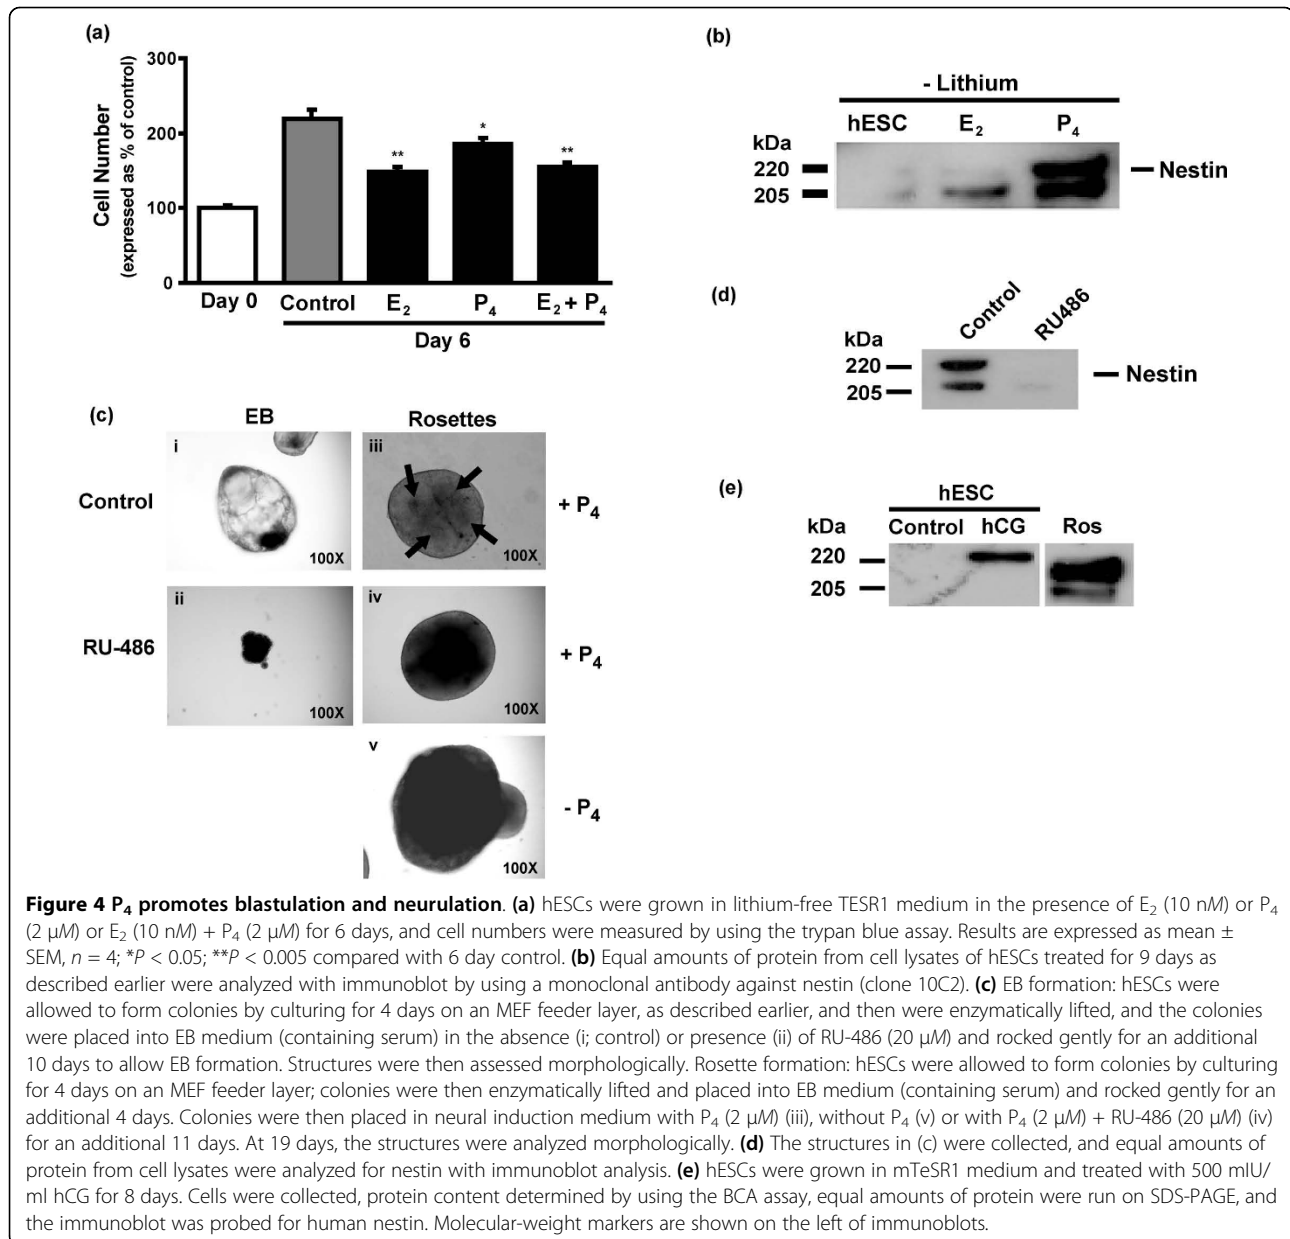 (a)
300
200
100
0
Cell Number
(expressed as % of control)
**
*
**
Day 0 Control E2 P4 E2 + P4
Day 6
(b)
- Lithium
hESC E2 P4
kDa
220
205
Nestin
(c)
EB Rosettes
Control
i
100X
iii
100X
+ P4
RU-486
ii
100X
iv
100X
+ P4
v
100X
- P4
(d)
Control RU486
kDa
220
205
Nestin
(e)
hESC
kDa Control hCG Ros
220
205
Figure 4 P4 promotes blastulation and neurulation. (a) hESCs were grown in lithium-free TESR1 medium in the presence of E2 (10 nM) or P4
(2 μM) or E2 (10 nM) + P4 (2 μM) for 6 days, and cell numbers were measured by using the trypan blue assay. Results are expressed as mean ±
SEM, n = 4; *P < 0.05; **P < 0.005 compared with 6 day control. (b) Equal amounts of protein from cell lysates of hESCs treated for 9 days as
described earlier were analyzed with immunoblot by using a monoclonal antibody against nestin (clone 10C2). (c) EB formation: hESCs were
allowed to form colonies by culturing for 4 days on an MEF feeder layer, as described earlier, and then were enzymatically lifted, and the colonies
were placed into EB medium (containing serum) in the absence (i; control) or presence (ii) of RU-486 (20 μM) and rocked gently for an additional
10 days to allow EB formation. Structures were then assessed morphologically. Rosette formation: hESCs were allowed to form colonies by culturing
for 4 days on an MEF feeder layer; colonies were then enzymatically lifted and placed into EB medium (containing serum) and rocked gently for an
additional 4 days. Colonies were then placed in neural induction medium with P4 (2 μM) (iii), without P4 (v) or with P4 (2 μM) + RU-486 (20 μM) (iv)
for an additional 11 days. At 19 days, the structures were analyzed morphologically. (d) The structures in (c) were collected, and equal amounts of
protein from cell lysates were analyzed for nestin with immunoblot analysis. (e) hESCs were grown in mTeSR1 medium and treated with 500 mIU/
ml hCG for 8 days. Cells were collected, protein content determined by using the BCA assay, equal amounts of protein were run on SDS-PAGE, and
the immunoblot was probed for human nestin. Molecular-weight markers are shown on the left of immunoblots.